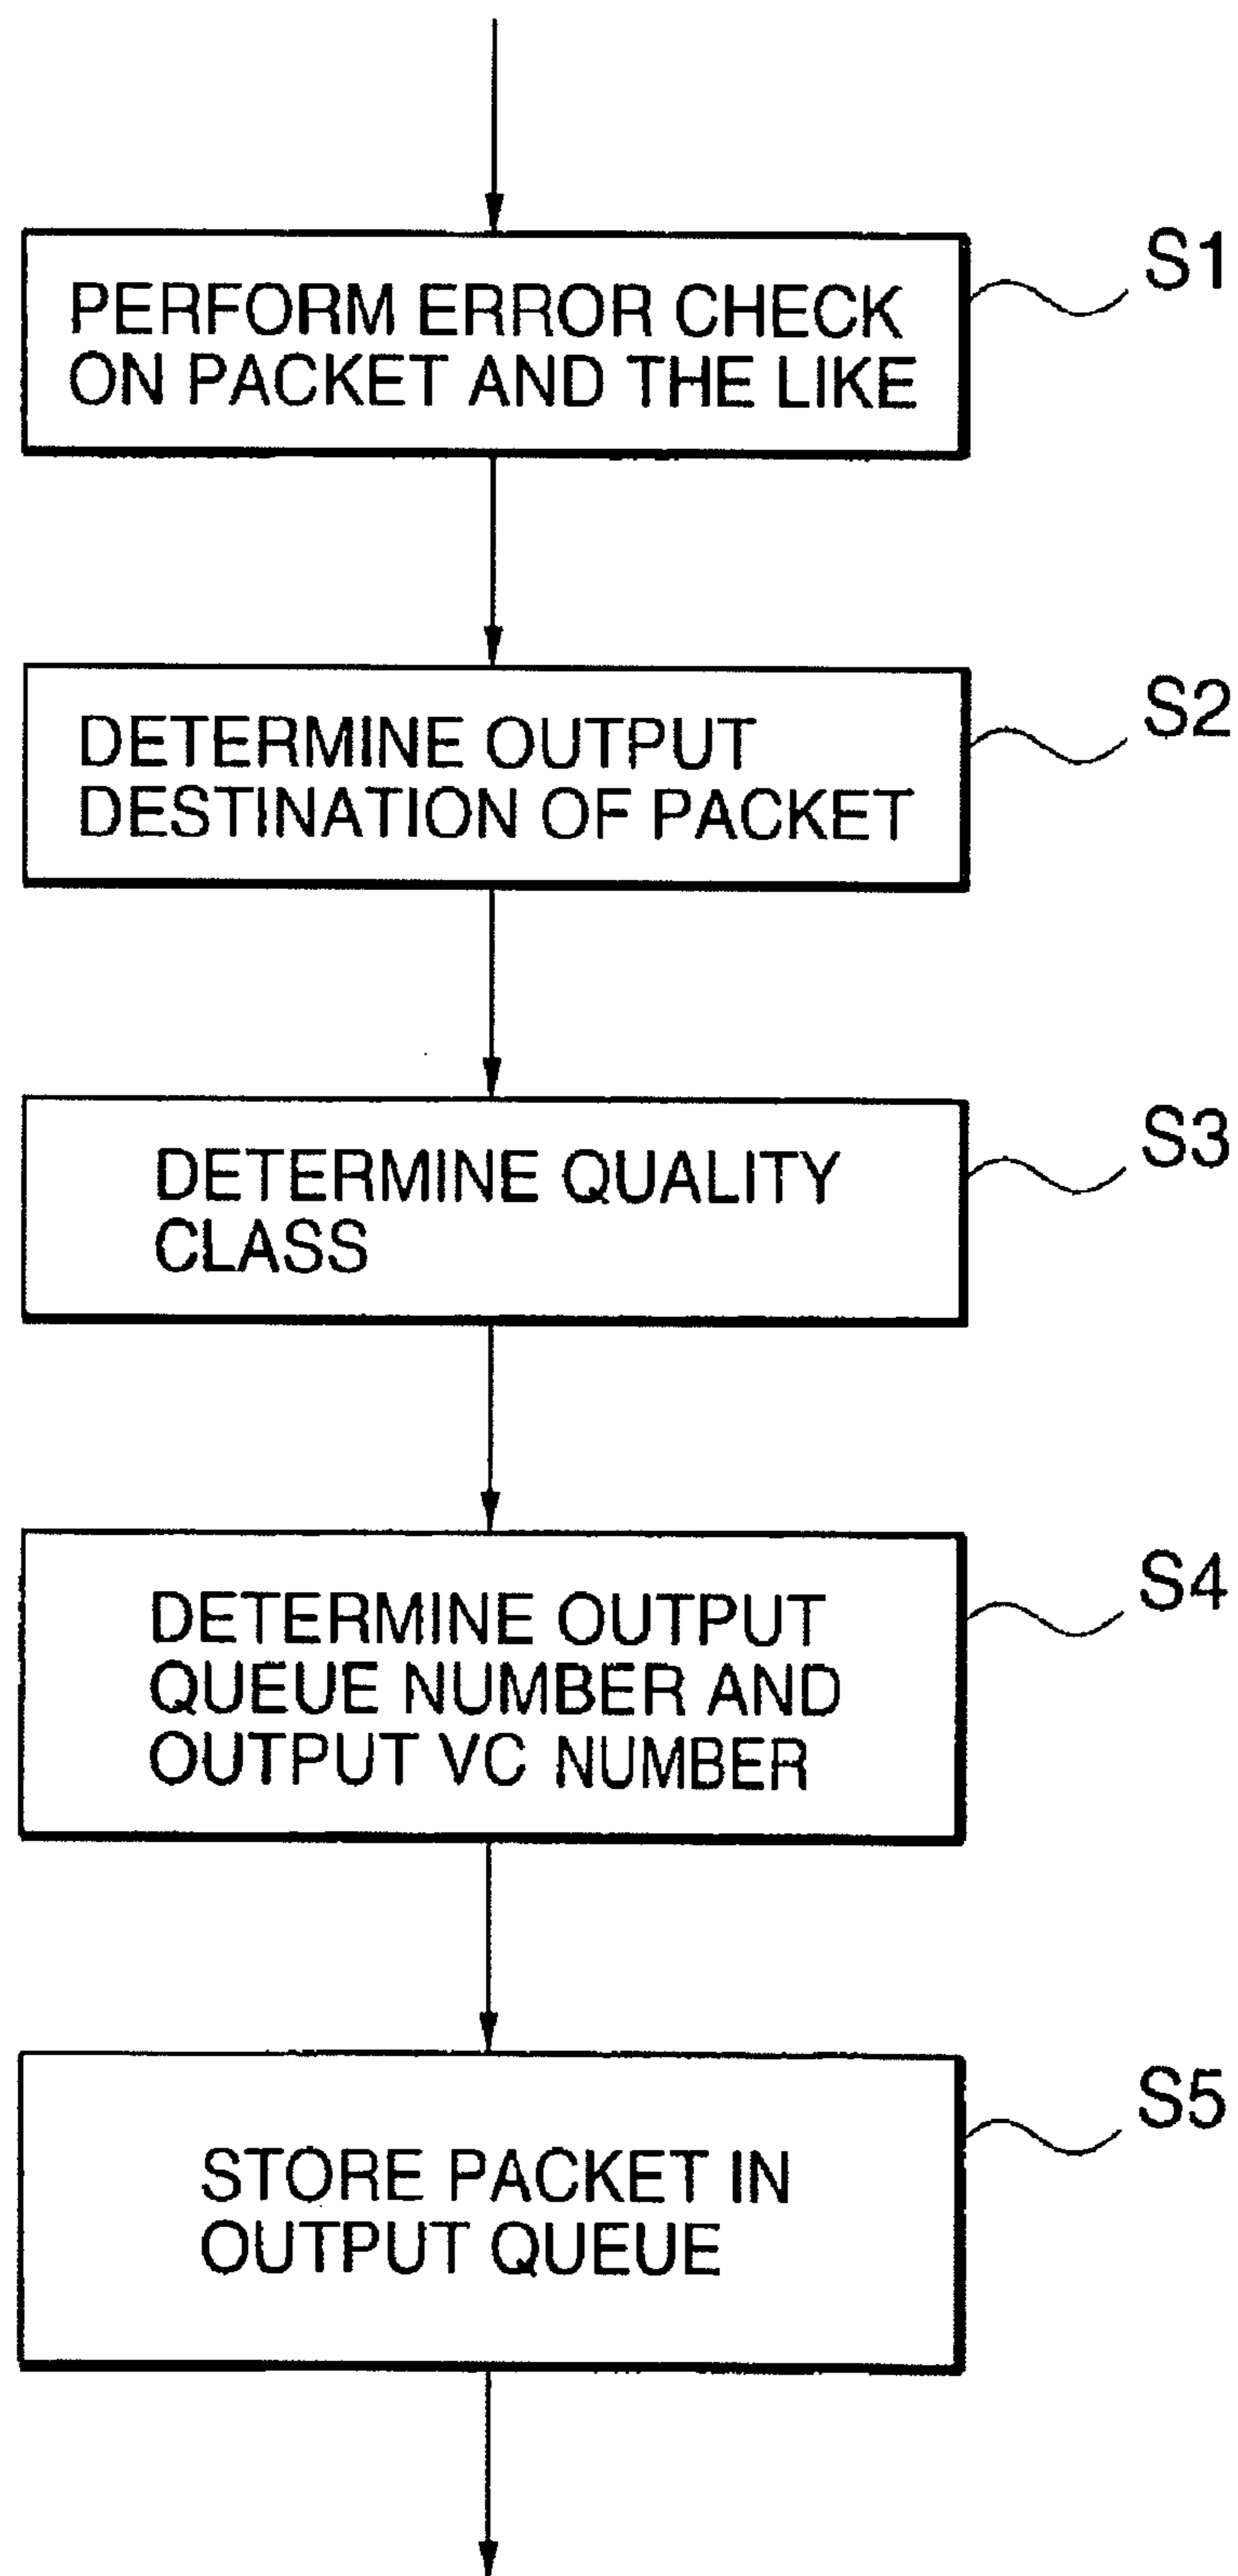 PERFORM ERROR CHECK
ON PACKET AND THE LIKE
S1
DETERMINE OUTPUT
DESTINATION OF PACKET
S2
DETERMINE QUALITY
CLASS
S3
DETERMINE OUTPUT
QUEUE NUMBER AND
OUTPUT VC NUMBER
S4
STORE PACKET IN
OUTPUT QUEUE
S5